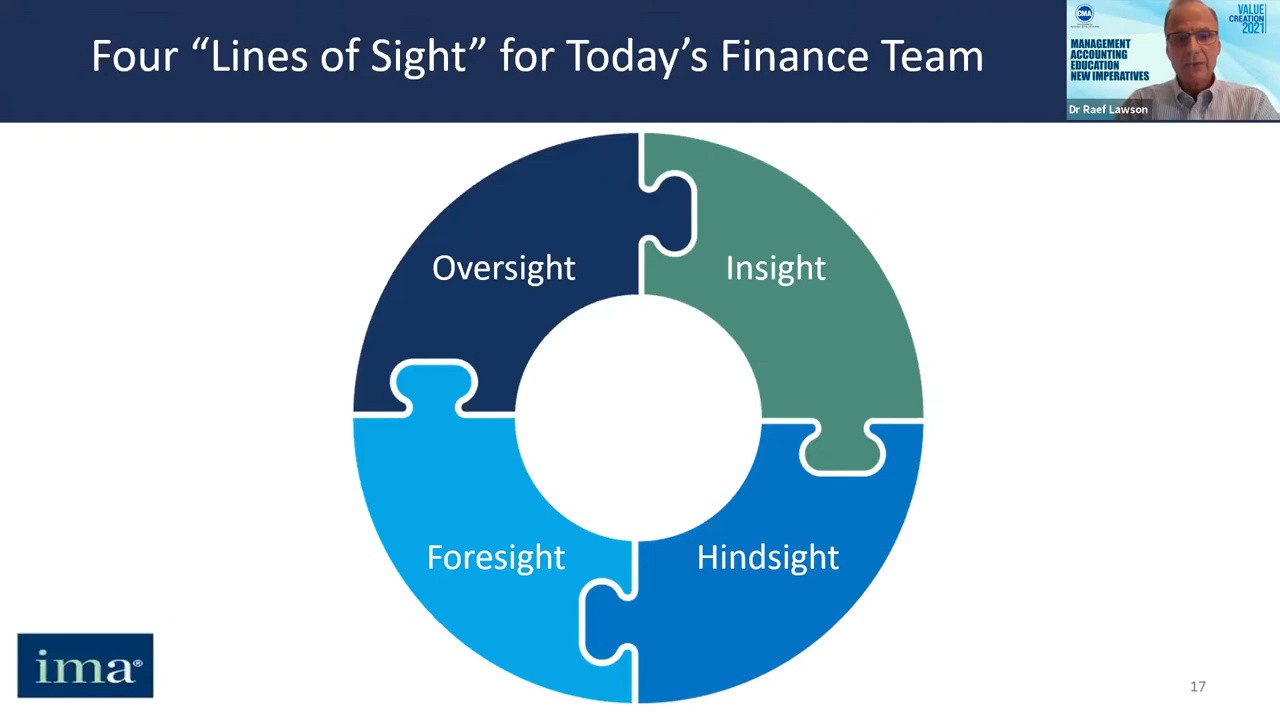 Four “Lines of Sight” for Today’s Finance Team
CMA
VALUE
CREATION
2021
MANAGEMENT
ACCOUNTING
EDUCATION
NEW IMPERATIVES
Dr Raef Lawson
Oversight
Insight
Foresight
Hindsight
ima®
17